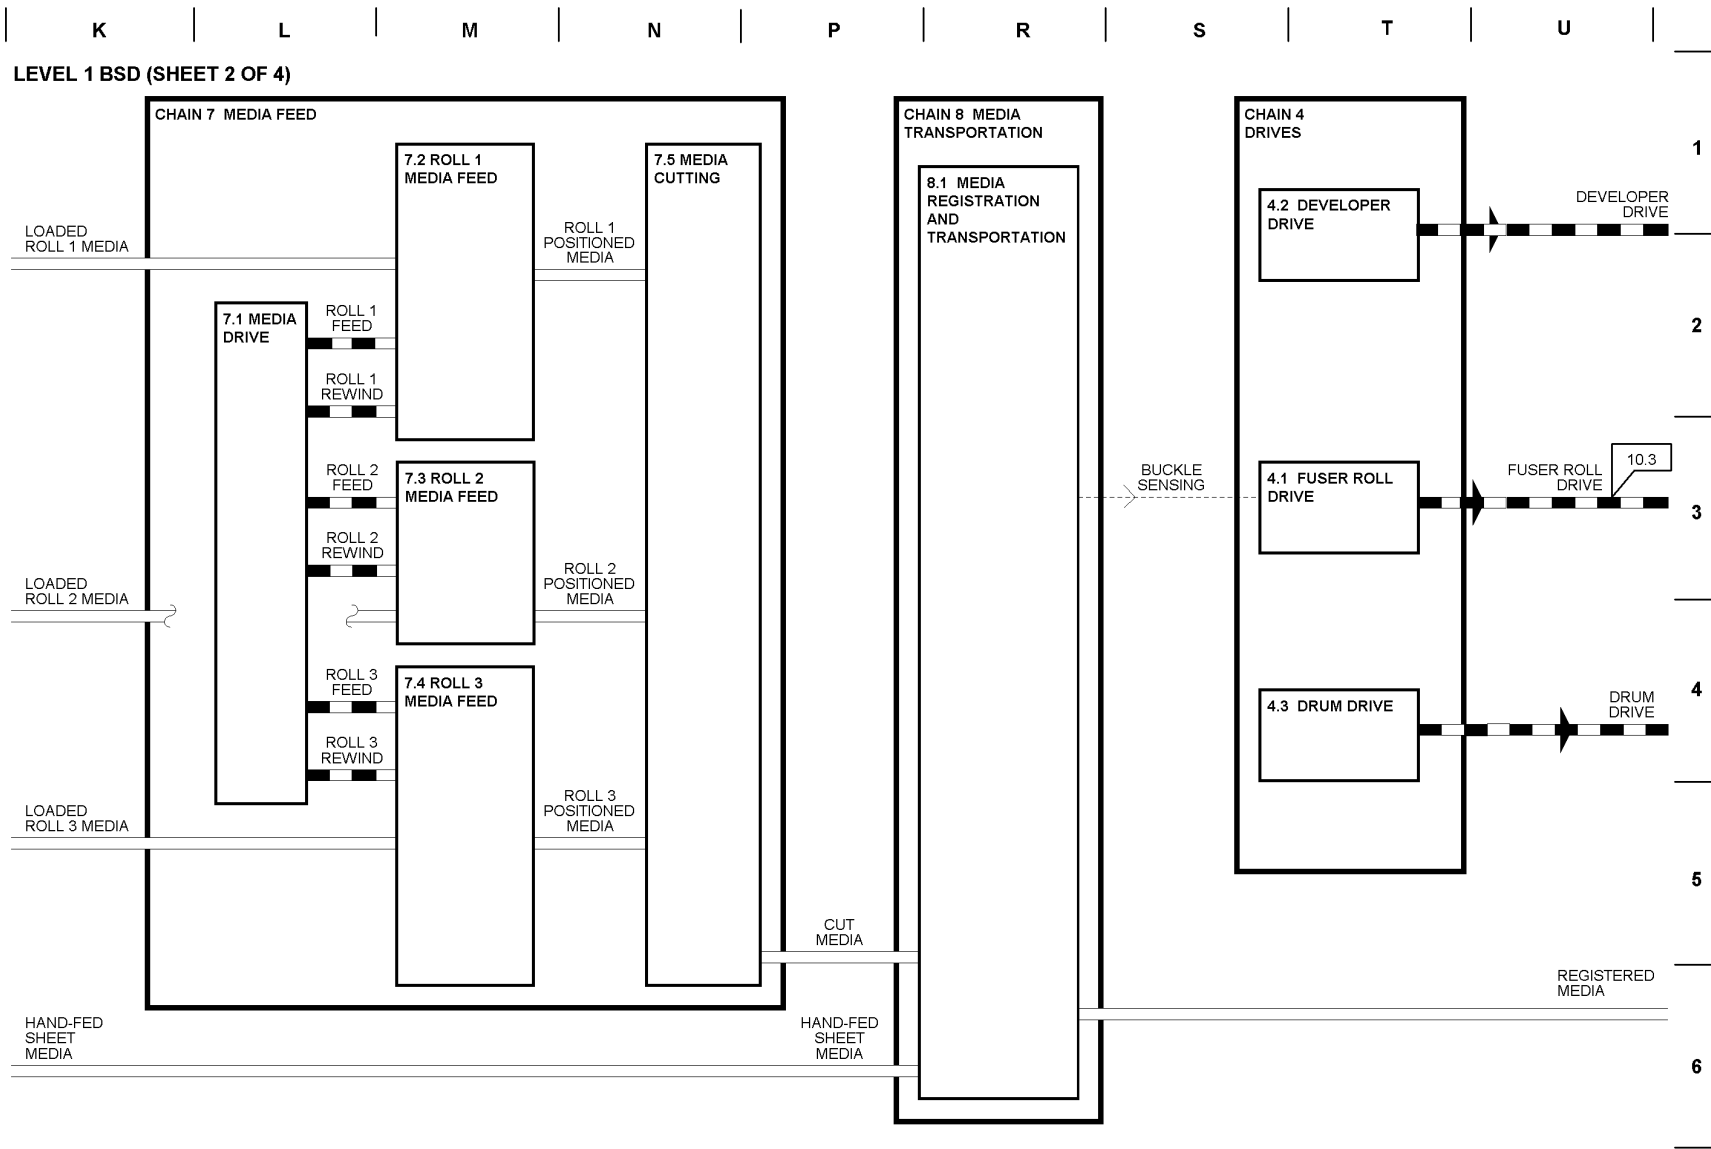 K L M N P R S T U
LEVEL 1 BSD (SHEET 2 OF 4)
CHAIN 7 MEDIA FEED
LOADED
ROLL 1 MEDIA
7.1 MEDIA
DRIVE
ROLL 1
FEED
ROLL 1
REWIND
ROLL 2
FEED
ROLL 2
REWIND
LOADED
ROLL 2 MEDIA
ROLL 3
FEED
ROLL 3
REWIND
LOADED
ROLL 3 MEDIA
HAND-FED
SHEET
MEDIA
7.2 ROLL 1
MEDIA FEED
7.3 ROLL 2
MEDIA FEED
7.4 ROLL 3
MEDIA FEED
ROLL 1
POSITIONED
MEDIA
ROLL 2
POSITIONED
MEDIA
ROLL 3
POSITIONED
MEDIA
7.5 MEDIA
CUTTING
CUT
MEDIA
HAND-FED
SHEET
MEDIA
CHAIN 8 MEDIA
TRANSPORTATION
8.1 MEDIA
REGISTRATION
AND
TRANSPORTATION
BUCKLE
SENSING
CHAIN 4
DRIVES
4.2 DEVELOPER
DRIVE
4.1 FUSER ROLL
DRIVE
4.3 DRUM DRIVE
DEVELOPER
DRIVE
FUSER ROLL
DRIVE
10.3
DRUM
DRIVE
REGISTERED
MEDIA
1
2
3
4
5
6